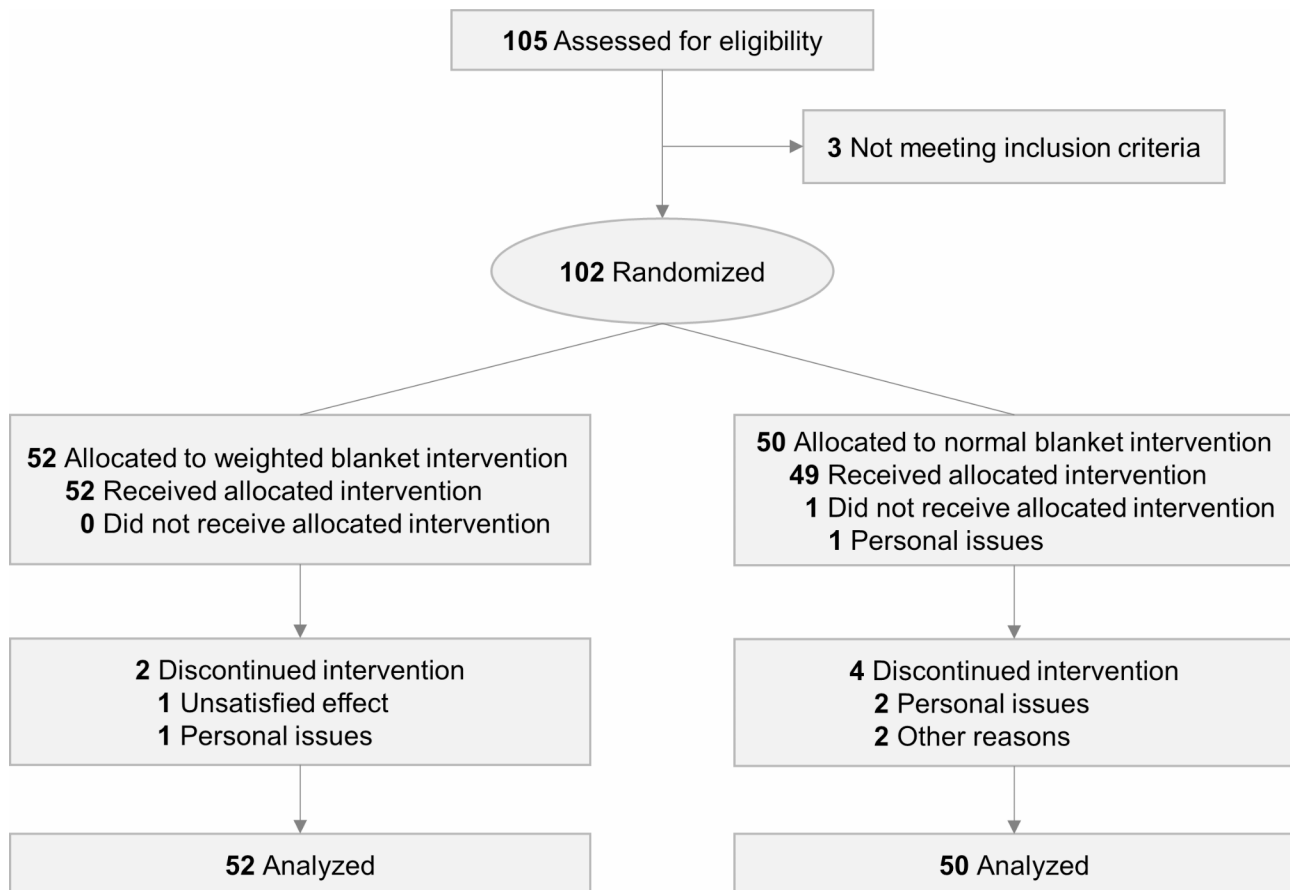 105 Assessed for eligibility
3 Not meeting inclusion criteria
102 Randomized
52 Allocated to weighted blanket intervention
52 Received allocated intervention
0 Did not receive allocated intervention
50 Allocated to normal blanket intervention
49 Received allocated intervention
1 Did not receive allocated intervention
1 Personal issues
2 Discontinued intervention
1 Unsatisfied effect
1 Personal issues
4 Discontinued intervention
2 Personal issues
2 Other reasons
52 Analyzed
50 Analyzed